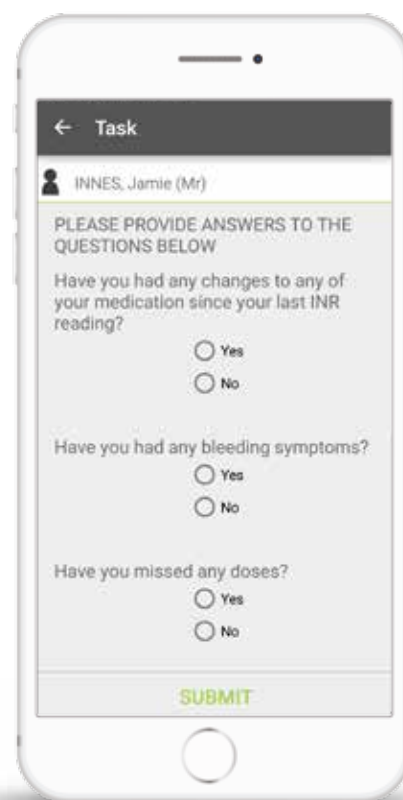 Task
INNES, Jamie (Mr)
PLEASE PROVIDE ANSWERS TO THE
QUESTIONS BELOW
Have you had any changes to any of
your medication since your last INR
reading?
Yes
No
Have you had any bleeding symptoms?
Yes
No
Have you missed any doses?
Yes
No
SUBMIT